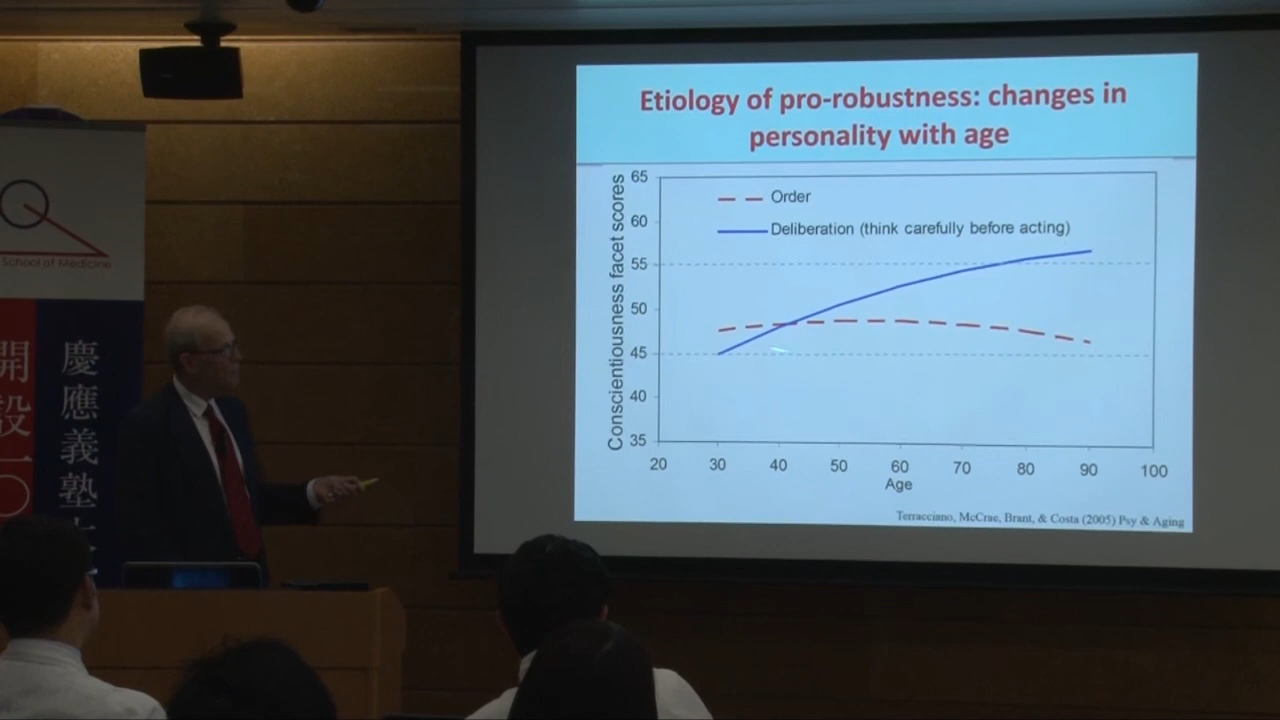 Etiology of pro-robustness: changes in
personality with age
Conscientiousness facet scores
65
60
55
50
45
40
35
Order
Deliberation (think carefully before acting)
20 30 40 50 60 70 80 90 100
Age
Terracciano, McCrae, Brant, & Costa (2005) Psy & Aging
School of Medicine
開設一〇
慶應義塾